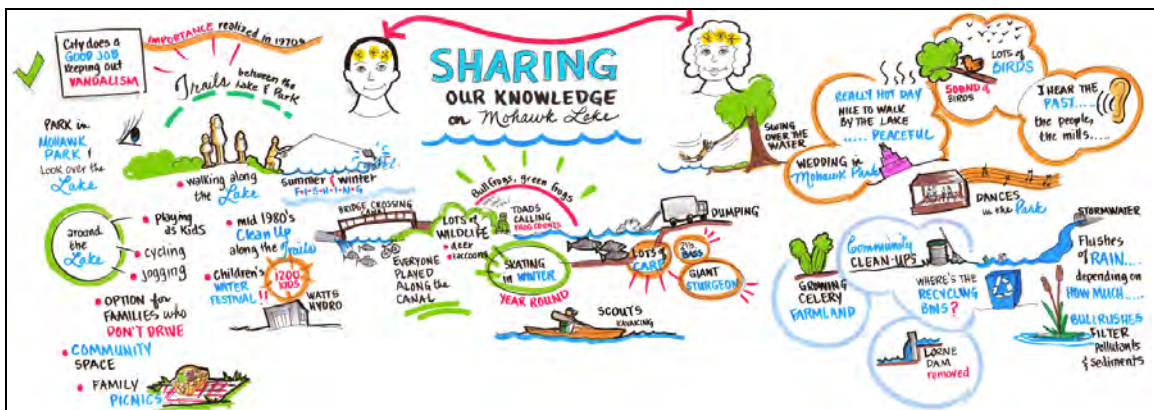 SHARING
OUR KNOWLEDGE
on Mohawk Lake
City does a
GOOD JOB
keeping out
VANDALISM
IMPORTANCE realized in 1970s
Trails between the
Lake & Park
PARK in
MOHAWK
PARK &
Look over the
Lake
• walking along
the Lake
summer & winter
F•I•S•H•I•N•G
around
the
Lake
• playing
as Kids
• cycling
• jogging
• mid 1980's
Clean Up
along the Trails
• Children's
WATER
FESTIVAL!!
1200
KIDS
WATTS
HYDRO
• OPTION for
FAMILIES who
DON'T DRIVE
• COMMUNITY
SPACE
• FAMILY
PICNICS
BRIDGE CROSSING
CANAL
EVERYONE
PLAYED
ALONG the
CANAL
Bullfrogs, green frogs
LOTS of
WILDLIFE
• deer
• raccoons
TOADS
CALLING
FROG COUNTS
SKATING
in WINTER
YEAR ROUND
DUMPING
LOTS of
CARP
GIANT
STURGEON
SCOUTS
KAYAKING
SWING
OVER THE
WATER
REALLY HOT DAY
NICE TO WALK
BY THE LAKE
..... PEACEFUL
LOTS of
BIRDS
SOUND of
BIRDS
I HEAR THE
PAST.....
the people,
the mills.....
WEDDING in
Mohawk Park
DANCES
in the Park
GROWING
CELERY
FARMLAND
Community
CLEAN-UPS
WHERE'S THE
RECYCLING
BINS?
LORNE
DAM
removed
STORMWATER
Flushes
of RAIN....
depending on
HOW MUCH.....
BULLRUSHES
FILTER
Pollutants
& sediments